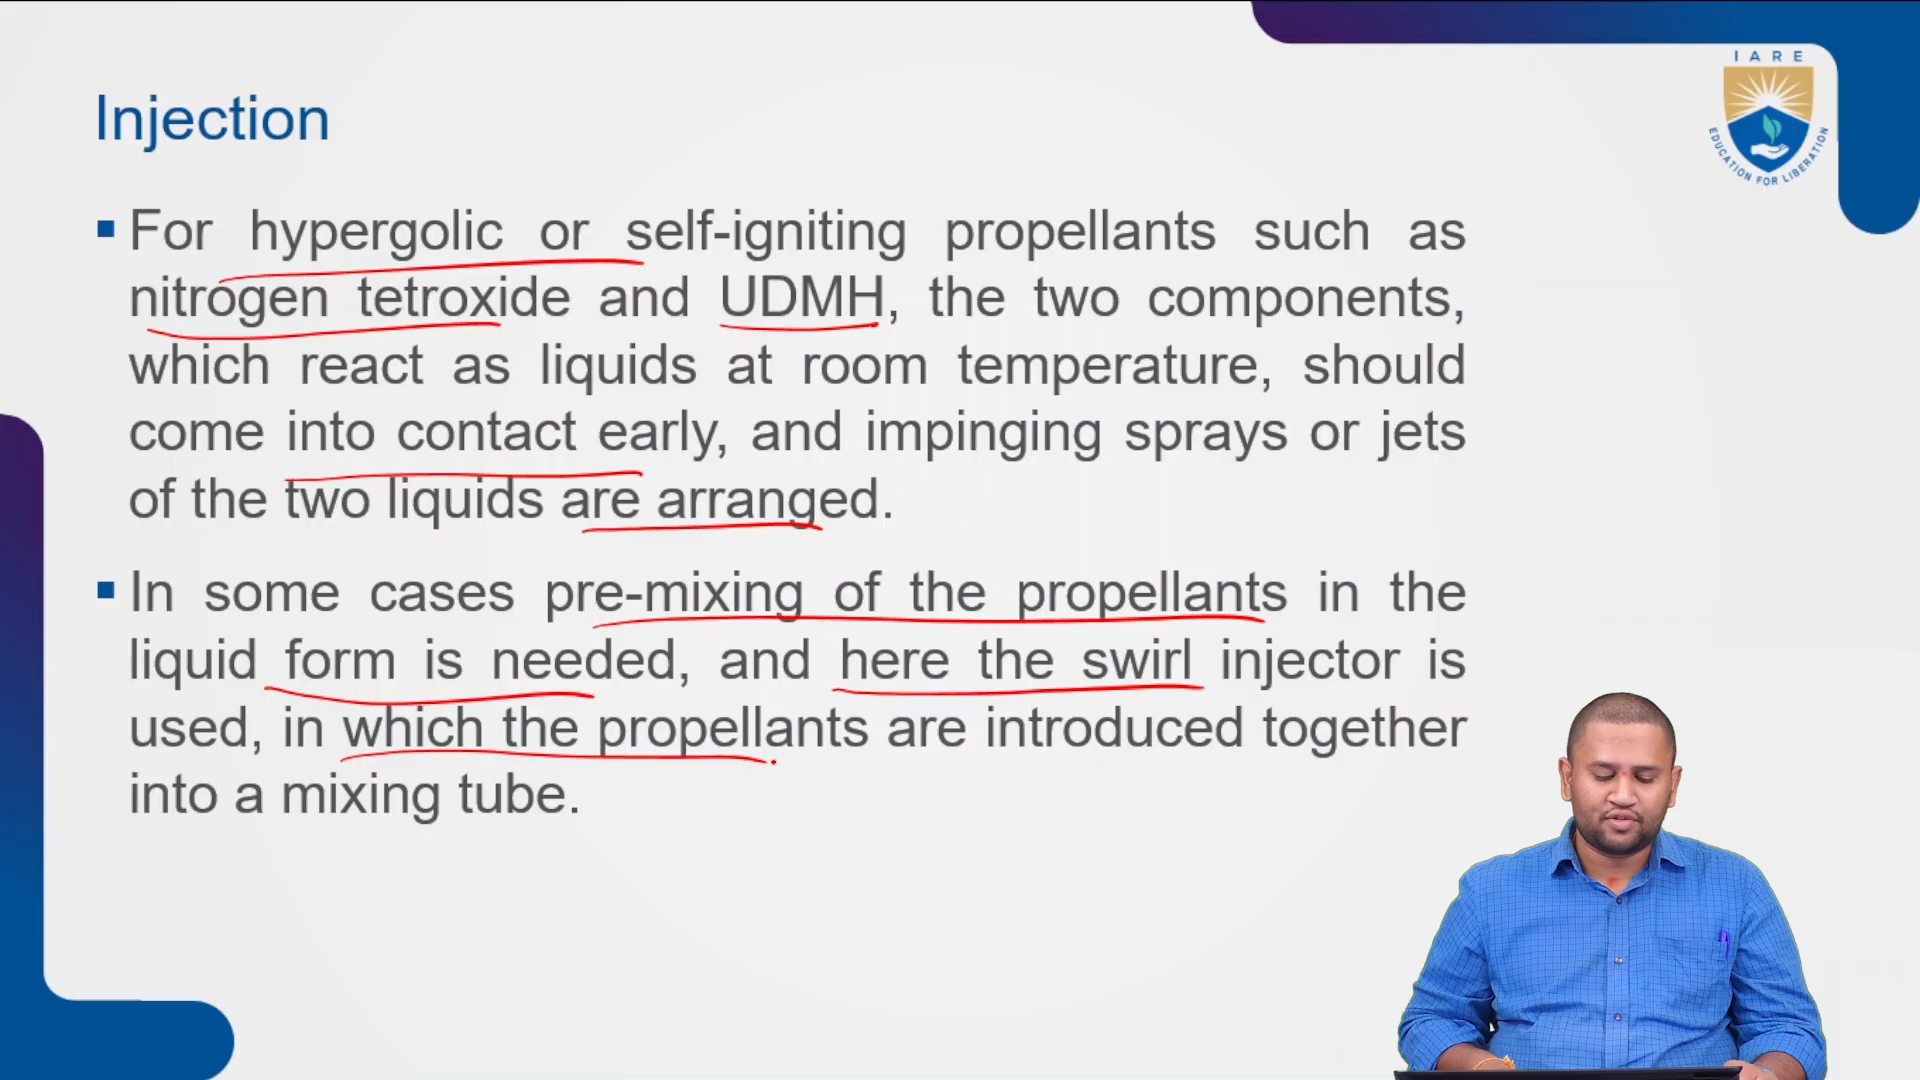 IARE
EDUCATION FOR LIBERATION
Injection
For hypergolic or self-igniting propellants such as
nitrogen tetroxide and UDMH, the two components,
which react as liquids at room temperature, should
come into contact early, and impinging sprays or jets
of the two liquids are arranged.
In some cases pre-mixing of the propellants in the
liquid form is needed, and here the swirl injector is
used, in which the propellants are introduced together
into a mixing tube.